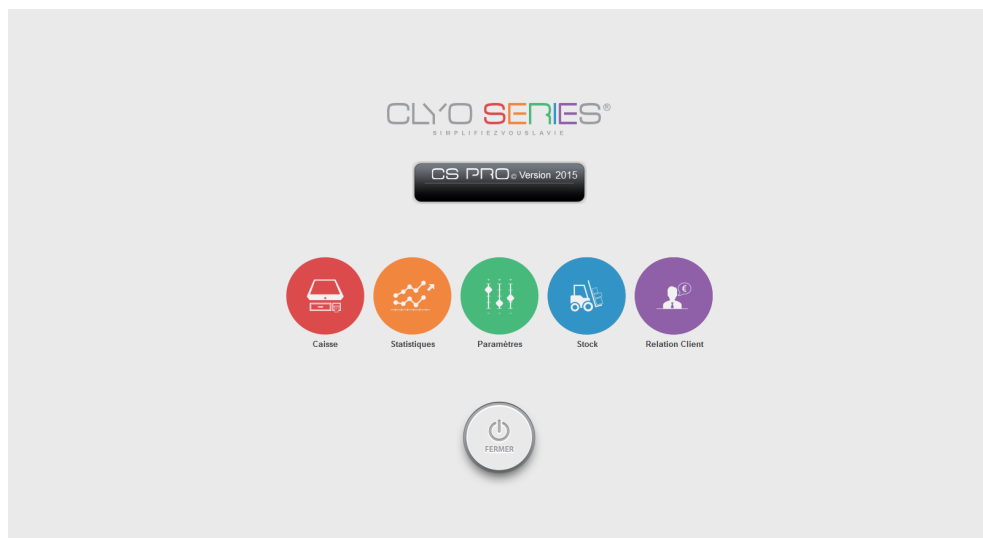 CLYO SERIES®
SIMPLIFIEZVOUSLAVIE
CS PRO© Version 2015
€
Caisse Statistiques Paramètres Stock Relation Client
FERMER